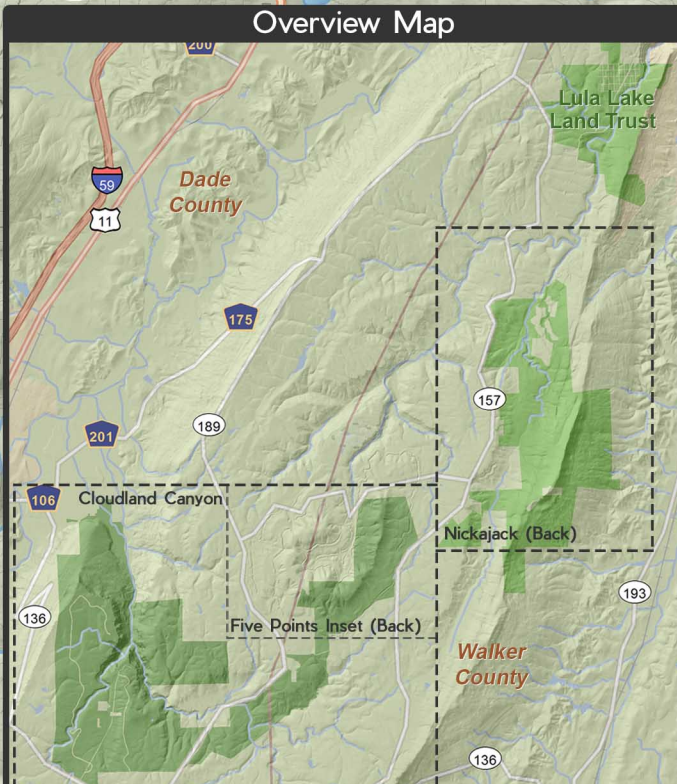 Overview Map
200
Lula Lake
Land Trust
59
Dade
County
11
175
157
189
201
106
Cloudland Canyon
Nickajack (Back)
193
136
Five Points Inset (Back)
Walker
County
136